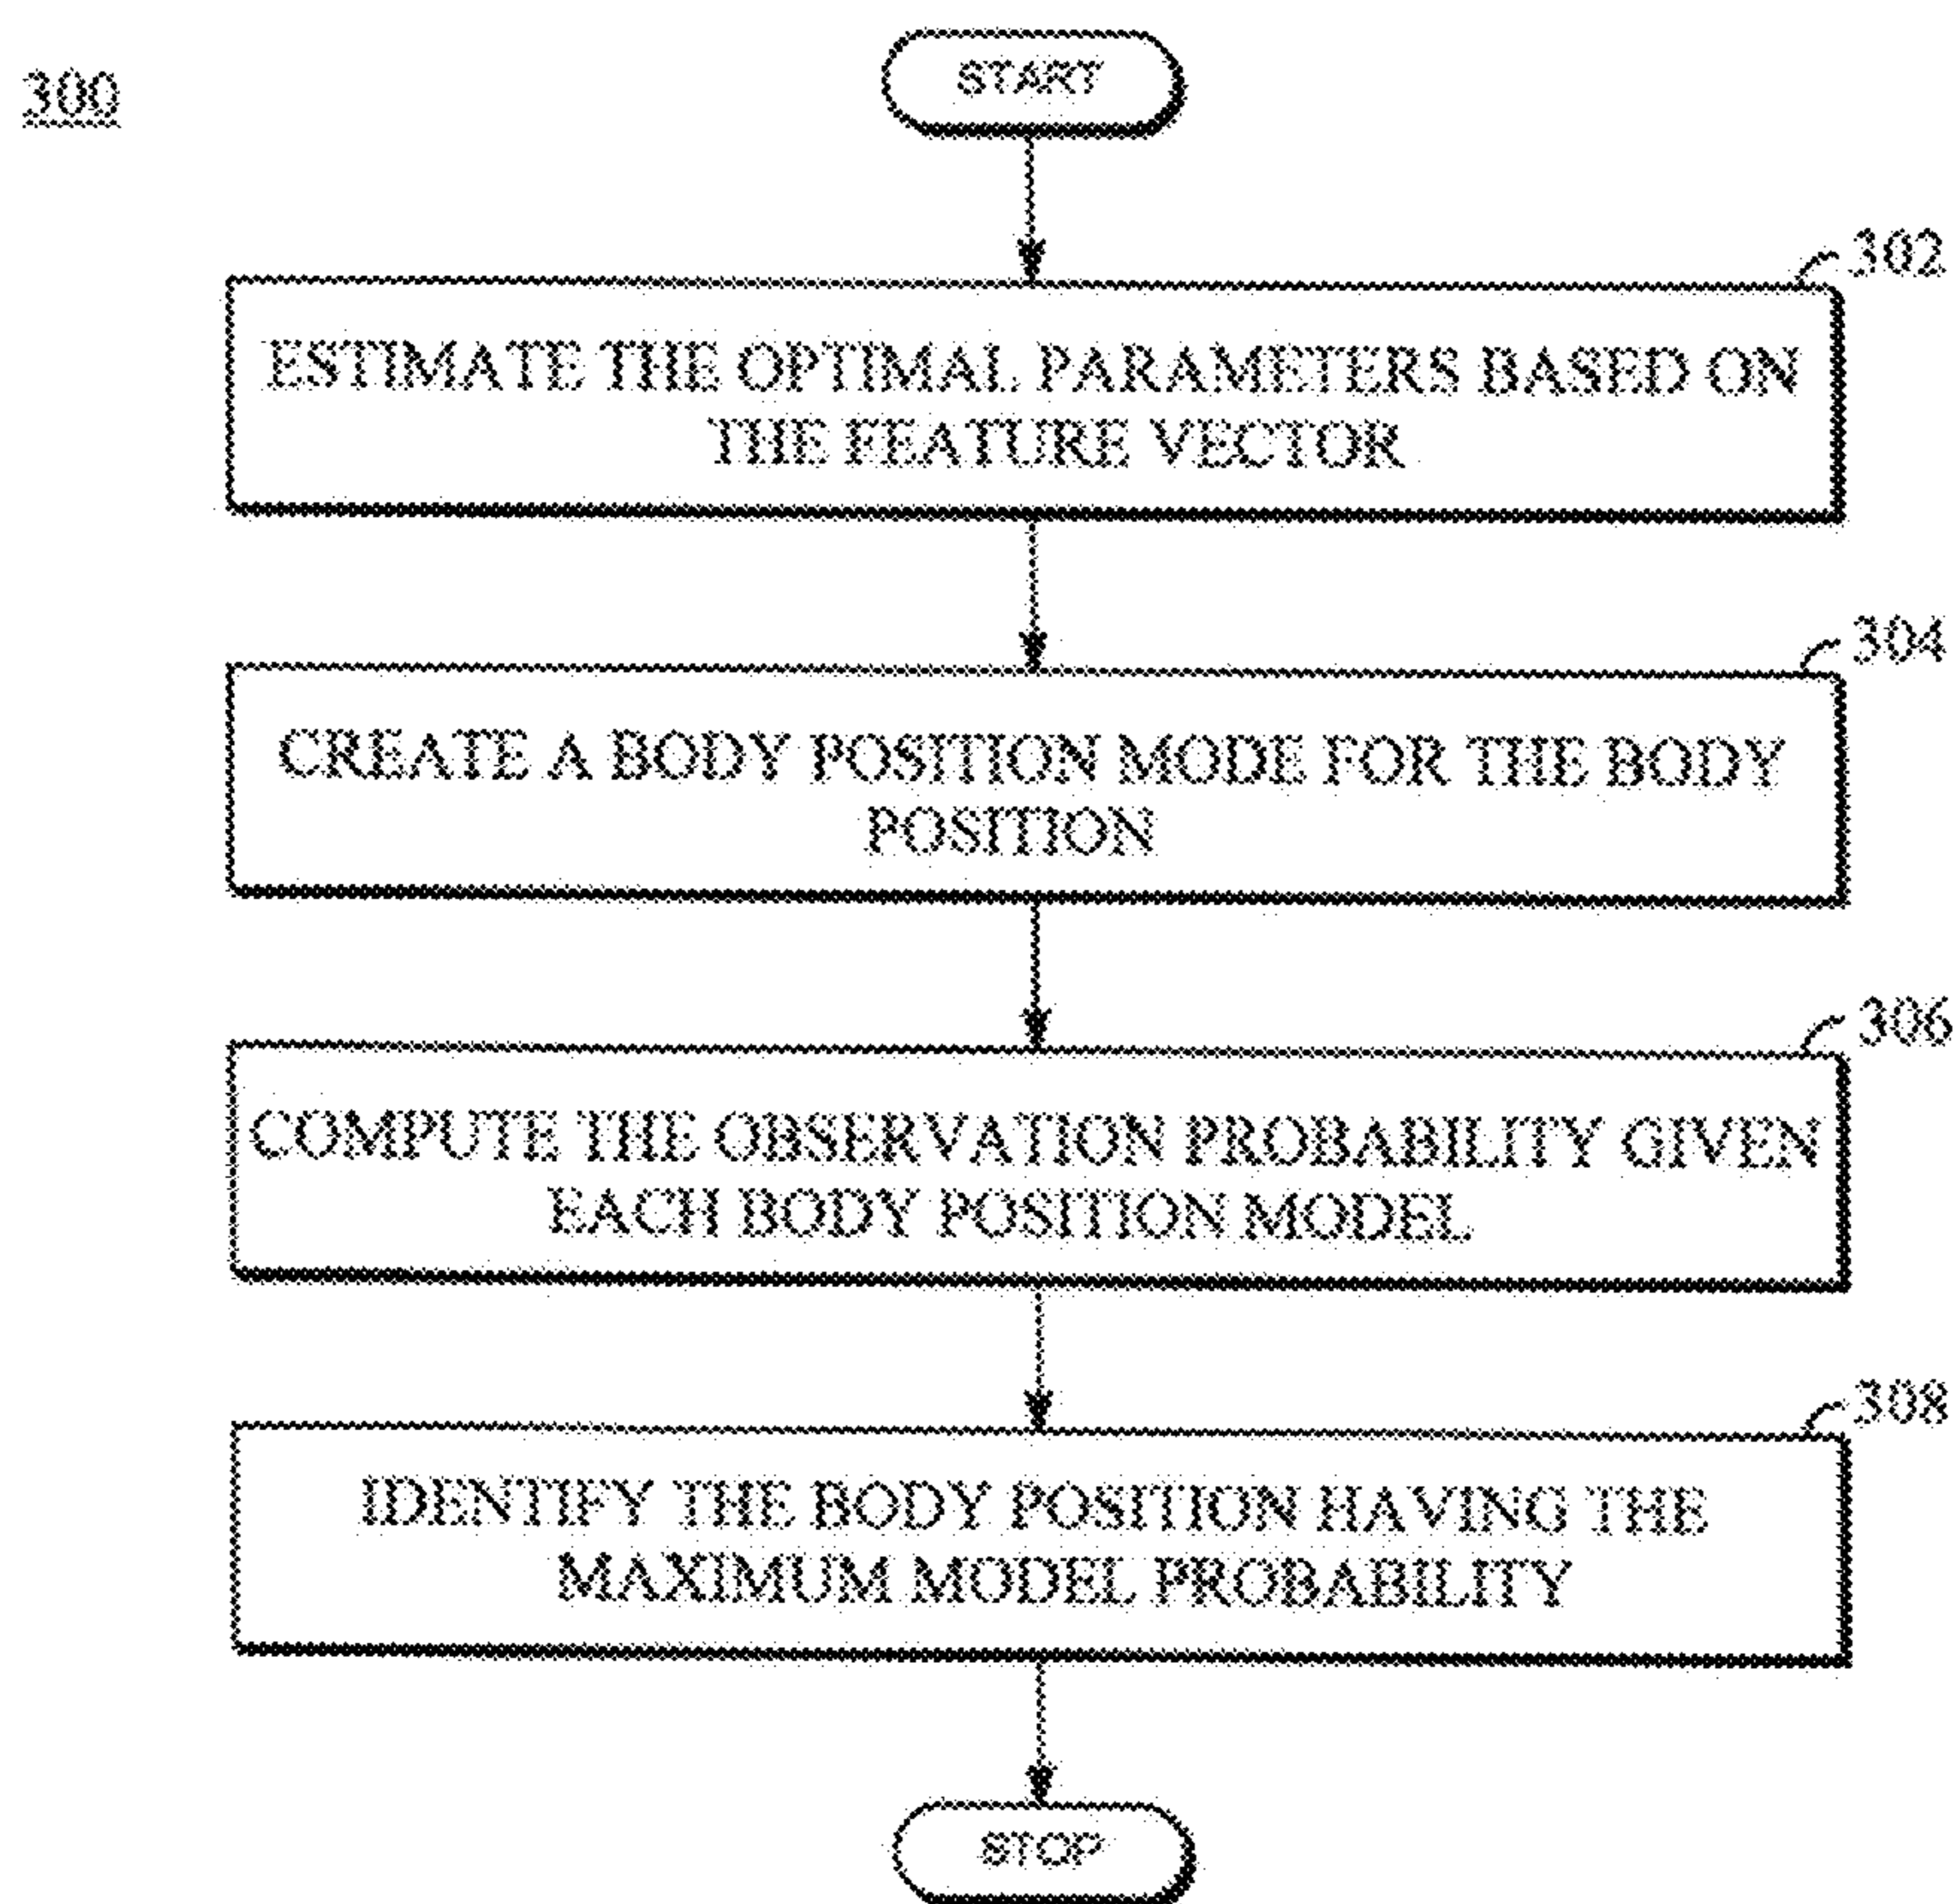 300
START
302
ESTIMATE THE OPTIMAL PARAMETERS BASED ON
THE FEATURE VECTOR
304
CREATE A BODY POSITION MODE FOR THE BODY
POSITION
306
COMPUTE THE OBSERVATION PROBABILITY GIVEN
EACH BODY POSITION MODEL
308
IDENTIFY THE BODY POSITION HAVING THE
MAXIMUM MODEL PROBABILITY
STOP